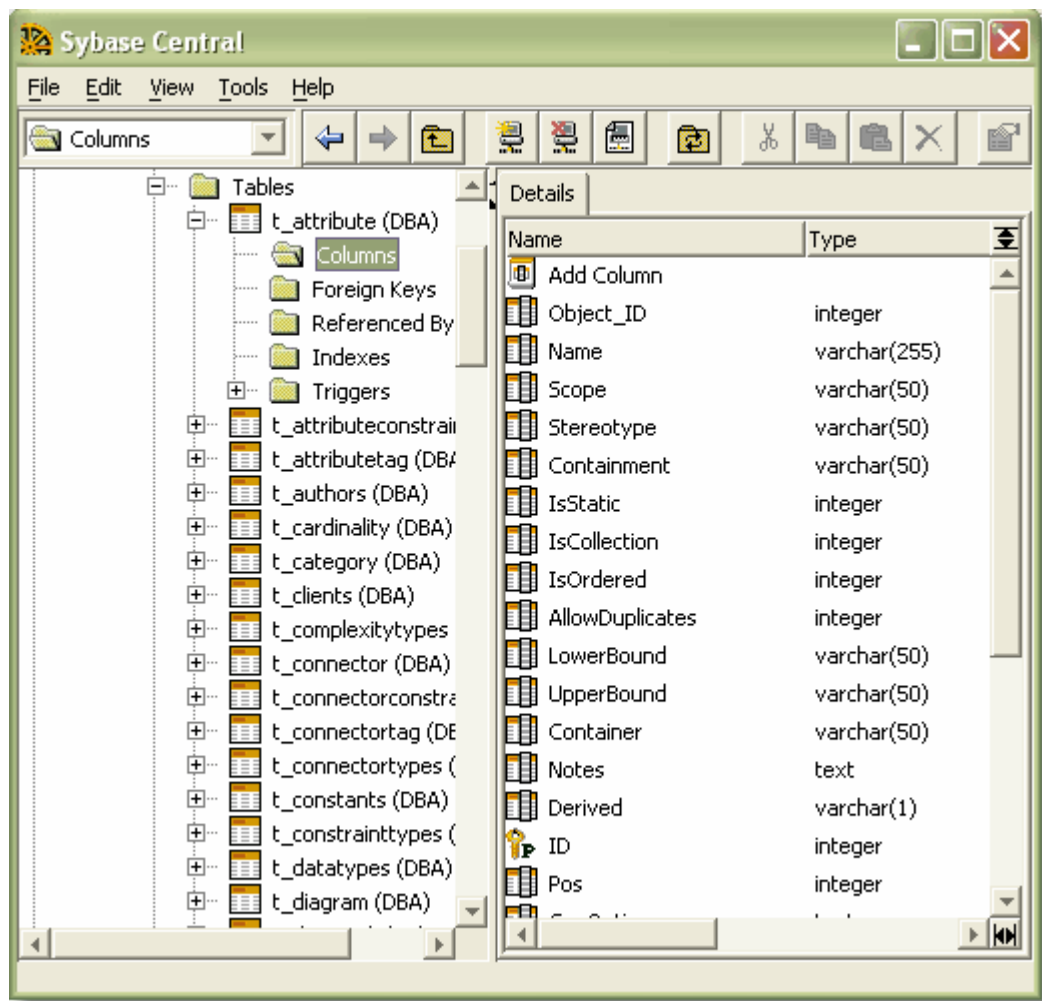 Sybase Central
File Edit View Tools Help
Columns
Tables
t_attribute (DBA)
Columns
Foreign Keys
Referenced By
Indexes
Triggers
t_attributeconstrai
t_attributetag (DBA
t_authors (DBA)
t_cardinality (DBA)
t_category (DBA)
t_clients (DBA)
t_complexitytypes
t_connector (DBA)
t_connectorconstra
t_connectortag (DB
t_connectortypes (
t_constants (DBA)
t_constrainttypes (
t_datatypes (DBA)
t_diagram (DBA)
Details
Name Type
Add Column
Object_ID integer
Name varchar(255)
Scope varchar(50)
Stereotype varchar(50)
Containment varchar(50)
IsStatic integer
IsCollection integer
IsOrdered integer
AllowDuplicates integer
LowerBound varchar(50)
UpperBound varchar(50)
Container varchar(50)
Notes text
Derived varchar(1)
ID integer
Pos integer